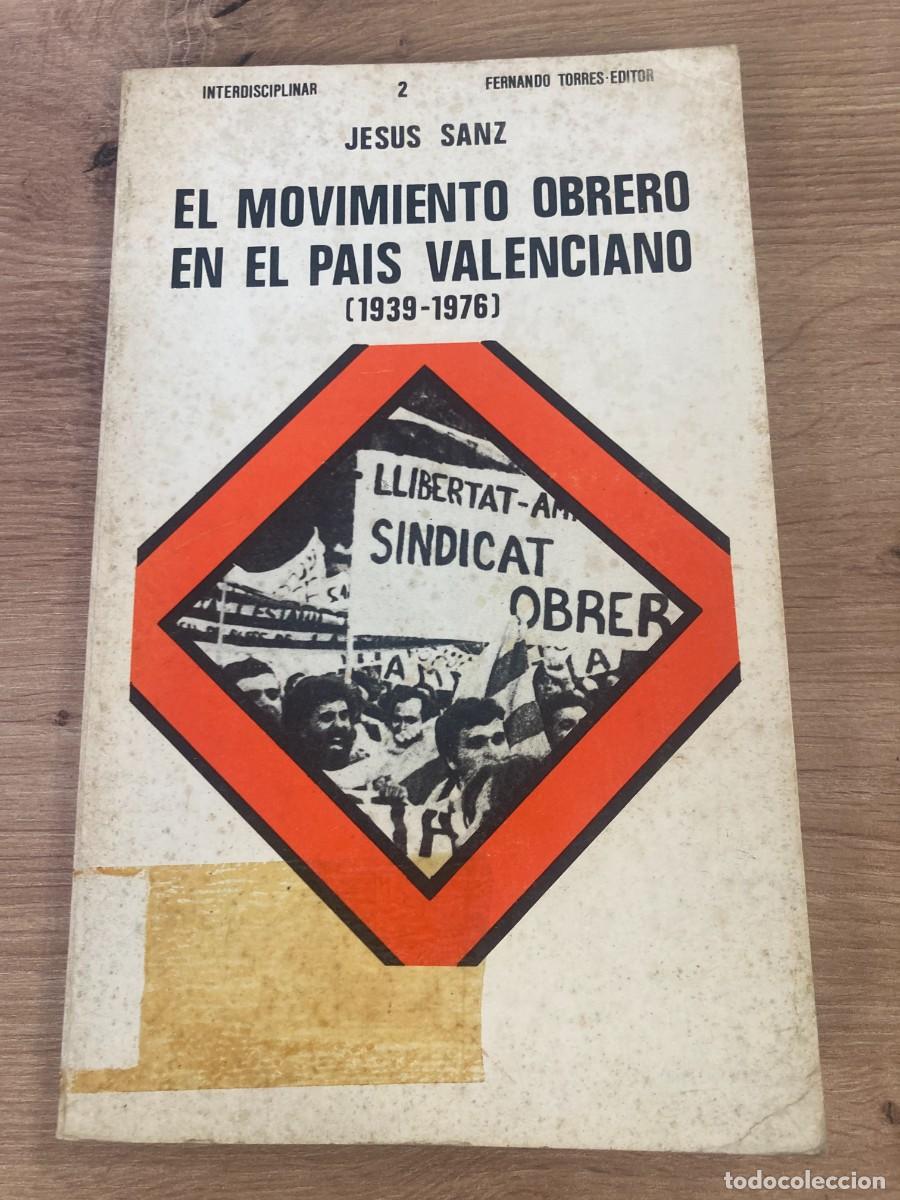 INTERDISCIPLINAR 2 FERNANDO TORRES-EDITOR
JESUS SANZ
EL MOVIMIENTO OBRERO
EN EL PAIS VALENCIANO
(1939-1976)
LLIBERTAT-AM
SINDICAT
OBRER
todocoleccion